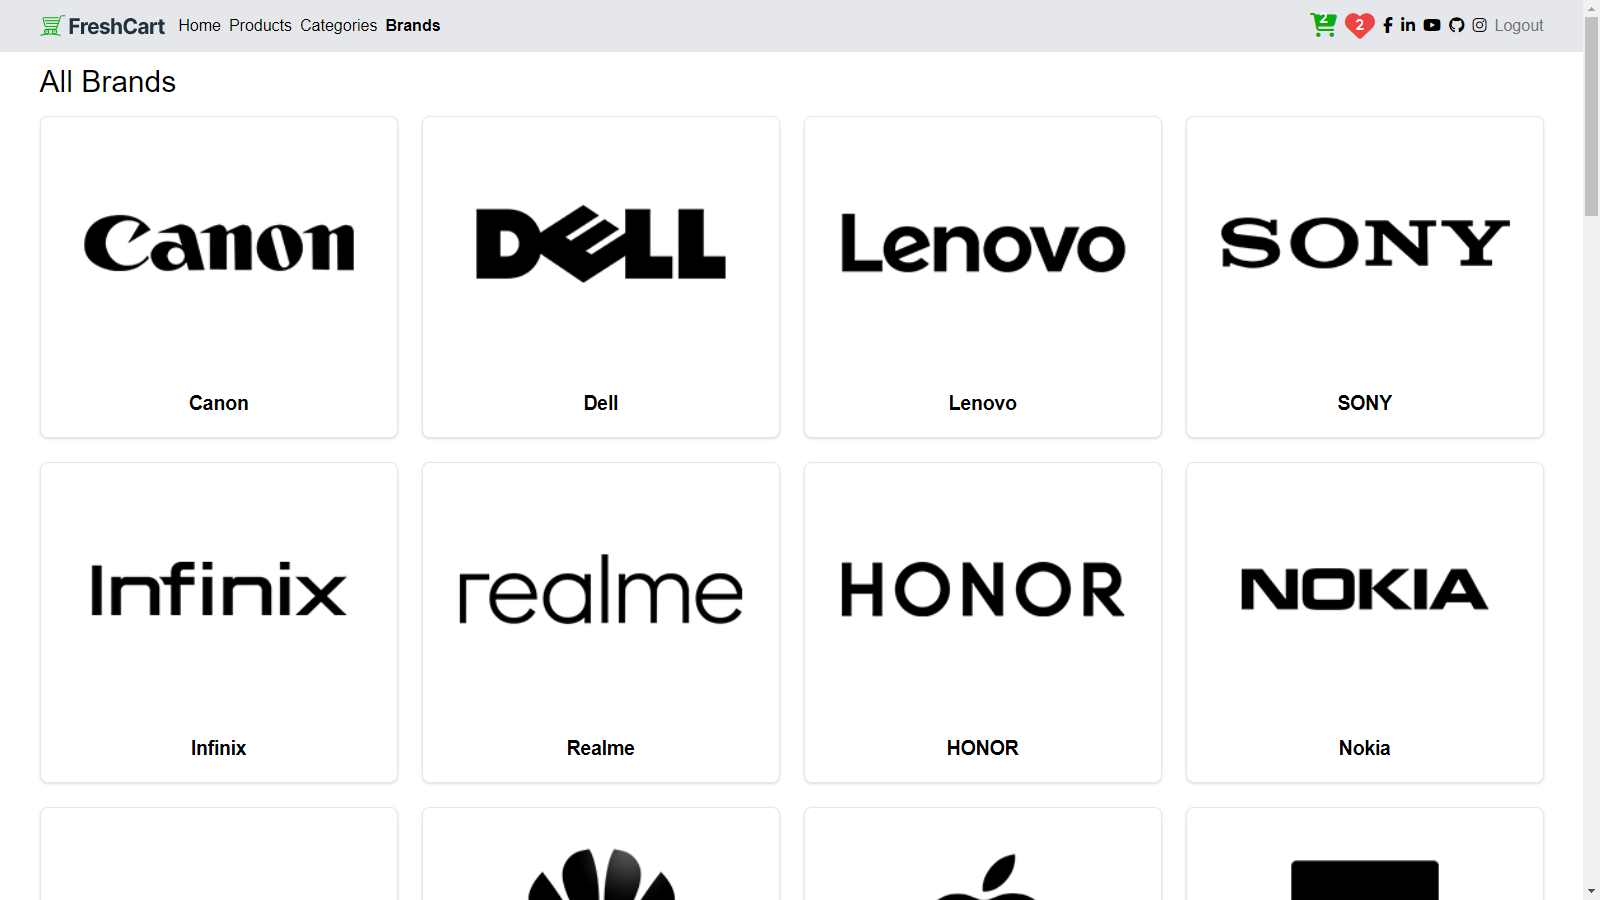 FreshCart Home Products Categories Brands 2 2 Logout
All Brands
Canon DELL Lenovo SONY
Canon Dell Lenovo SONY
Infinix realme HONOR NOKIA
Infinix Realme HONOR Nokia